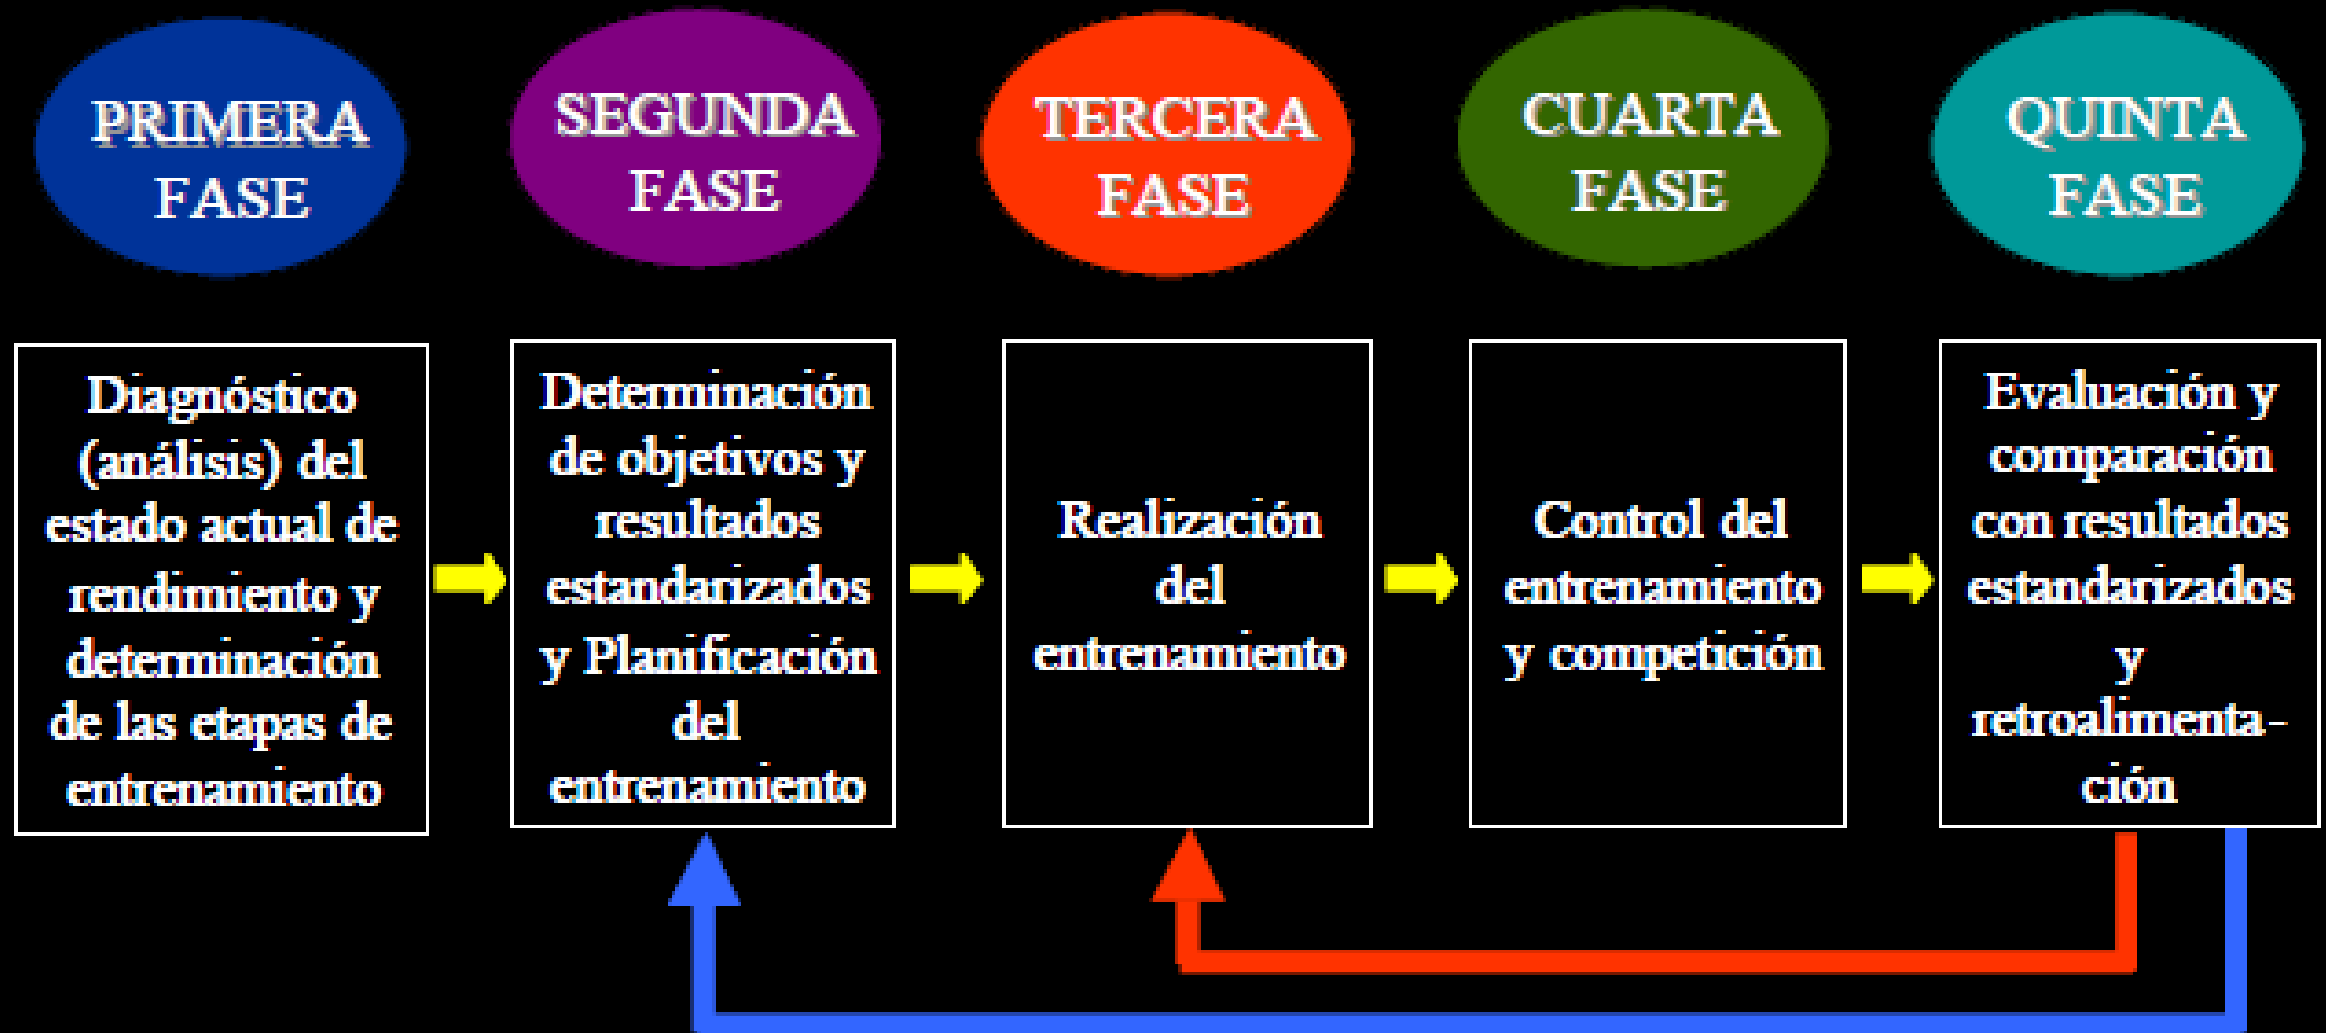 PRIMERA
FASE
SEGUNDA
FASE
TERCERA
FASE
CUARTA
FASE
QUINTA
FASE
Diagnóstico
(análisis) del
estado actual de
rendimiento y
determinación
de las etapas de
entrenamiento
Determinación
de objetivos y
resultados
estandarizados
y Planificación
del
entrenamiento
Realización
del
entrenamiento
Control del
entrenamiento
y competición
Evaluación y
comparación
con resultados
estandarizados
y
retroalimenta-
ción